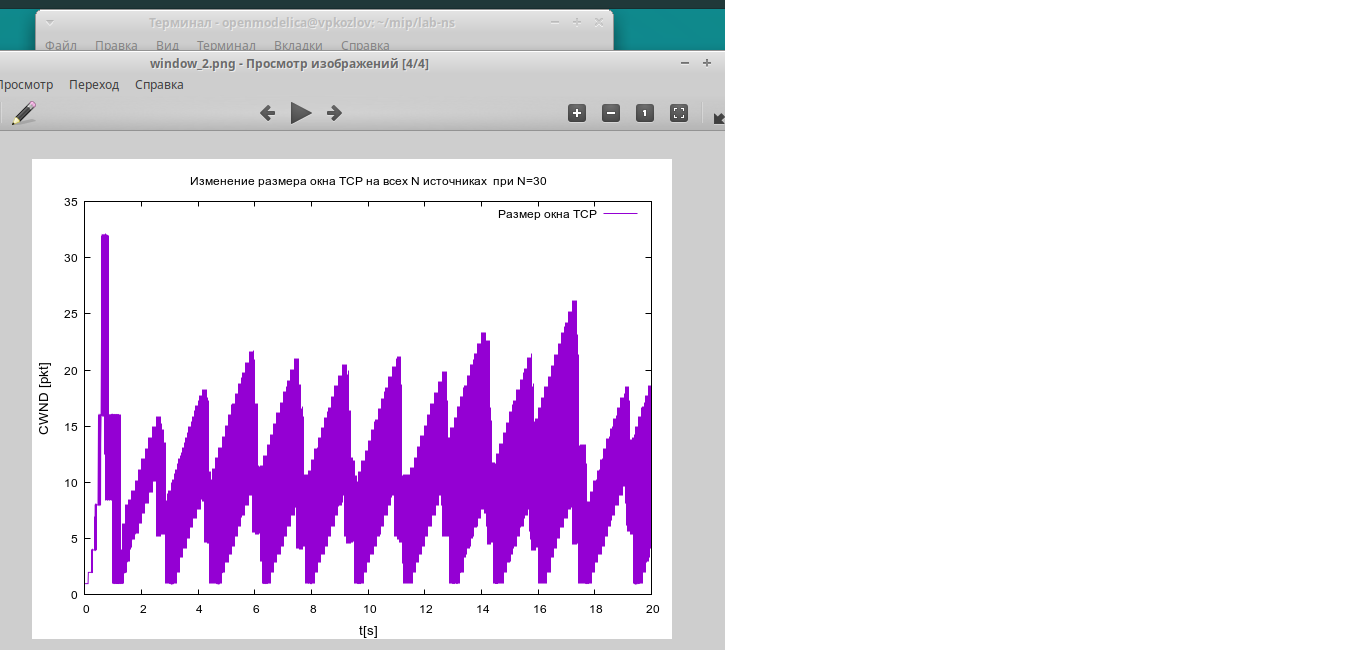 Терминал - openmodelica@vpkozlov: ~/mip/lab-ns
Файл Правка Вид Терминал Вкладки Справка
window_2.png - Просмотр изображений [4/4]
Просмотр Переход Справка
1
Изменение размера окна TCP на всех N источниках при N=30
Размер окна TCP
35
30
25
20
15
10
5
0
CWND [pkt]
0 2 4 6 8 10 12 14 16 18 20
t[s]